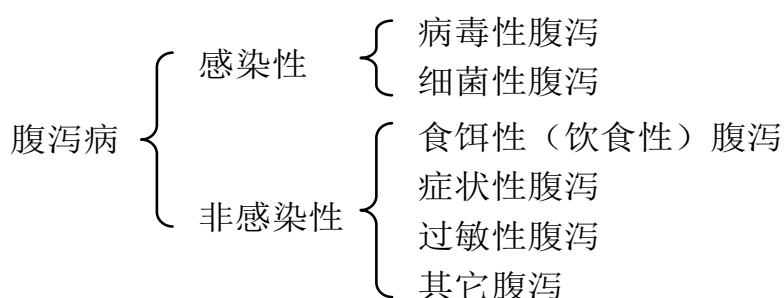 腹泻病
感染性
病毒性腹泻
细菌性腹泻
非感染性
食饵性（饮食性）腹泻
症状性腹泻
过敏性腹泻
其它腹泻